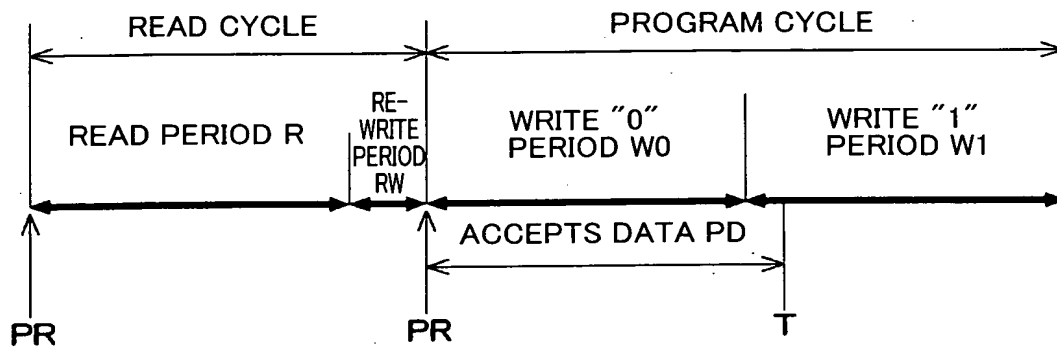 READ CYCLE
PROGRAM CYCLE
READ PERIOD R
RE-
WRITE
PERIOD
RW
WRITE "0"
PERIOD W0
WRITE "1"
PERIOD W1
ACCEPTS DATA PD
PR
PR
T